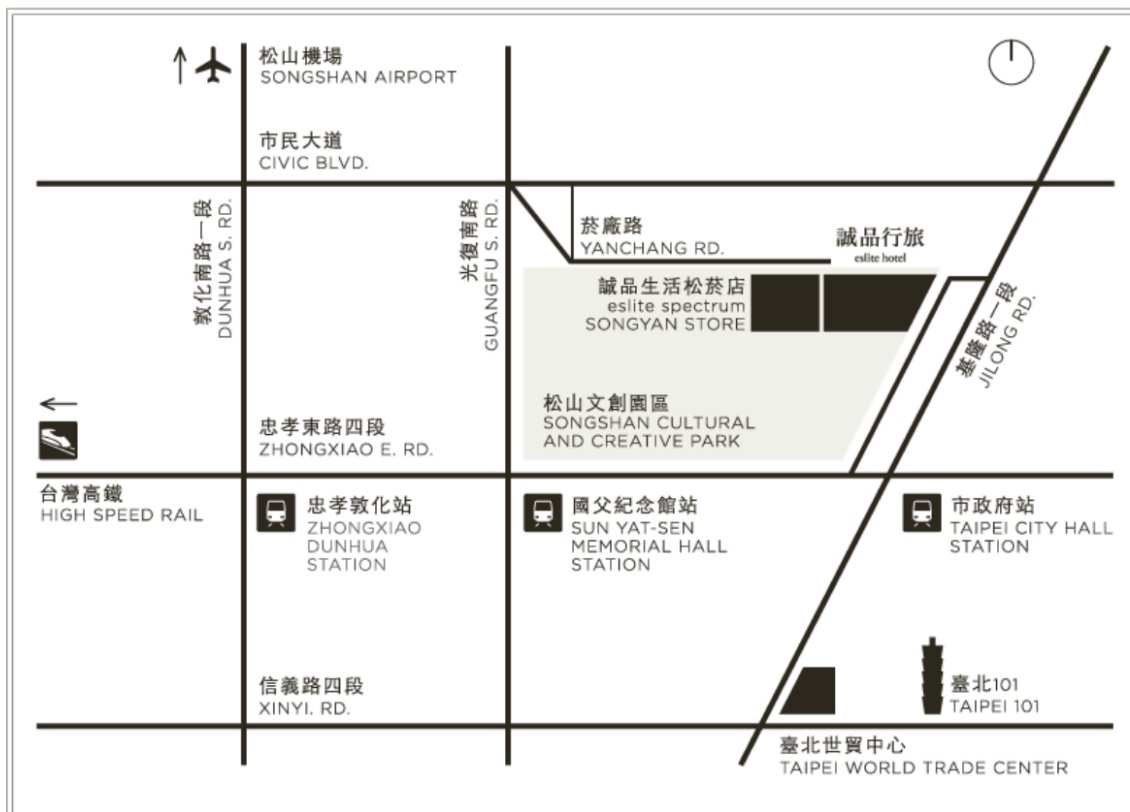 松山機場
SONGSHAN AIRPORT
市民大道
CIVIC BLVD.
敦化南路一段
DUNHUA S. RD.
光復南路
GUANGFU S. RD.
菸廠路
YANCHANG RD.
誠品行旅
eslite hotel
誠品生活松菸店
eslite spectrum
SONGYAN STORE
基隆路一段
JILONG RD.
松山文創園區
SONGSHAN CULTURAL
AND CREATIVE PARK
忠孝東路四段
ZHONGXIAO E. RD.
台灣高鐵
HIGH SPEED RAIL
忠孝敦化站
ZHONGXIAO
DUNHUA
STATION
國父紀念館站
SUN YAT-SEN
MEMORIAL HALL
STATION
市政府站
TAIPEI CITY HALL
STATION
信義路四段
XINYI. RD.
臺北101
TAIPEI 101
臺北世貿中心
TAIPEI WORLD TRADE CENTER